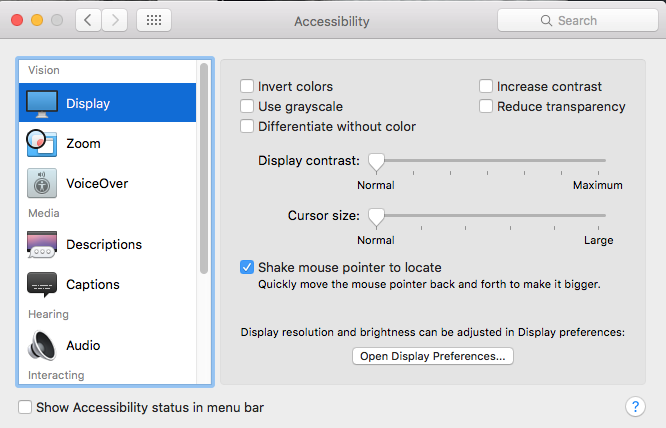 Accessibility
Search
Vision
Display
Zoom
VoiceOver
Media
Descriptions
Captions
Hearing
Audio
Interacting
Invert colors
Increase contrast
Use grayscale
Reduce transparency
Differentiate without color
Display contrast:
Normal
Maximum
Cursor size:
Normal
Large
Shake mouse pointer to locate
Quickly move the mouse pointer back and forth to make it bigger.
Display resolution and brightness can be adjusted in Display preferences:
Open Display Preferences...
Show Accessibility status in menu bar
?